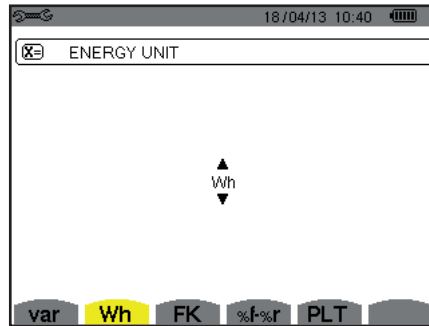 18/04/13 10:40
X= ENERGY UNIT
Wh
var Wh FK %f-%r PLT